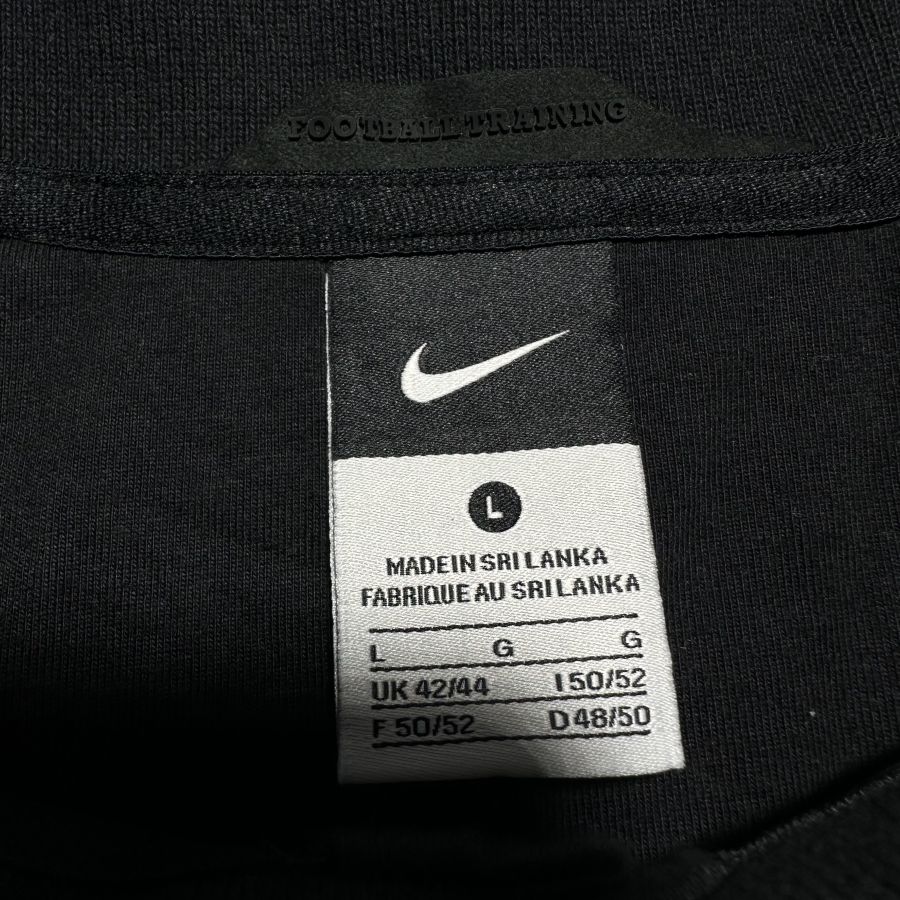 FOOTBALL TRAINING
L
MADE IN SRI LANKA
FABRIQUE AU SRI LANKA
L G G
UK 42/44 I 50/52
F 50/52 D 48/50